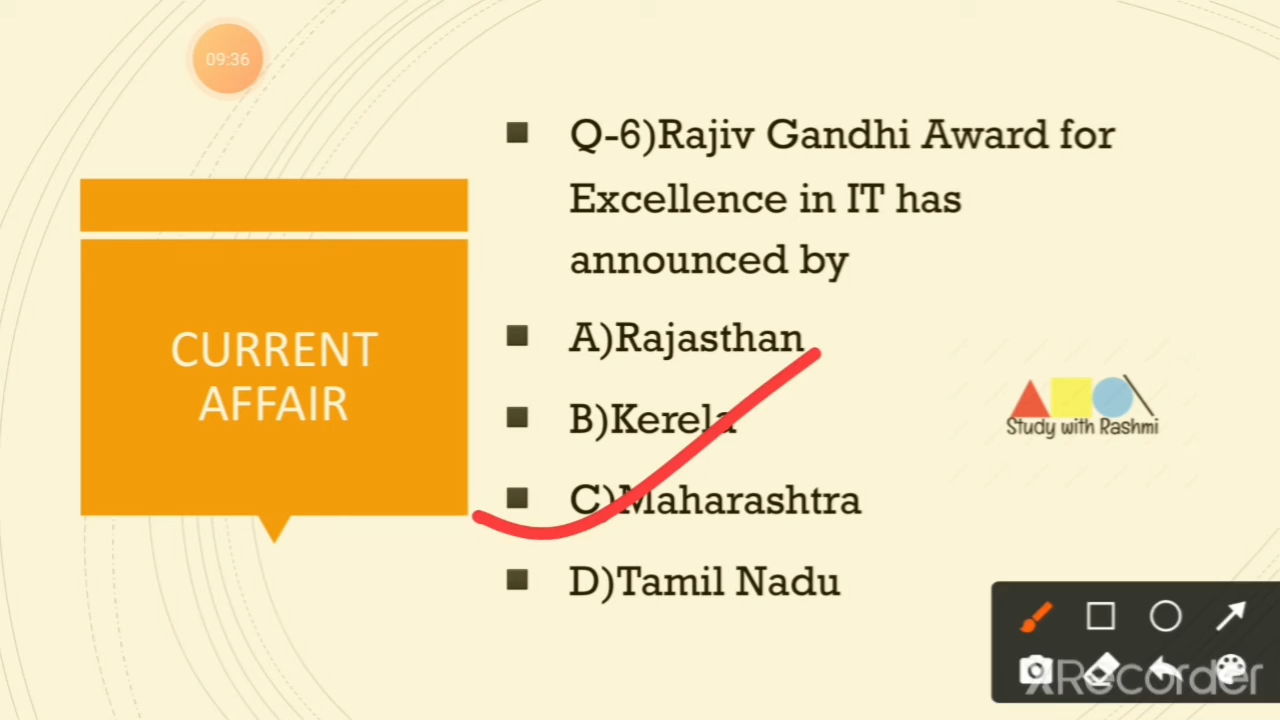 09:36
Q-6)Rajiv Gandhi Award for
Excellence in IT has
announced by
CURRENT
AFFAIR
A)Rajasthan
B)Kerela
C)Maharashtra
D)Tamil Nadu
Study with Rashmi
XRecorder